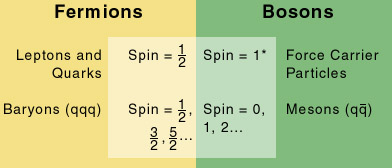 Fermions Bosons
Leptons and Quarks Spin = 1/2 Spin = 1* Force Carrier Particles
Baryons (qqq) Spin = 1/2, 3/2, 5/2... Spin = 0, 1, 2... Mesons (qq̄)